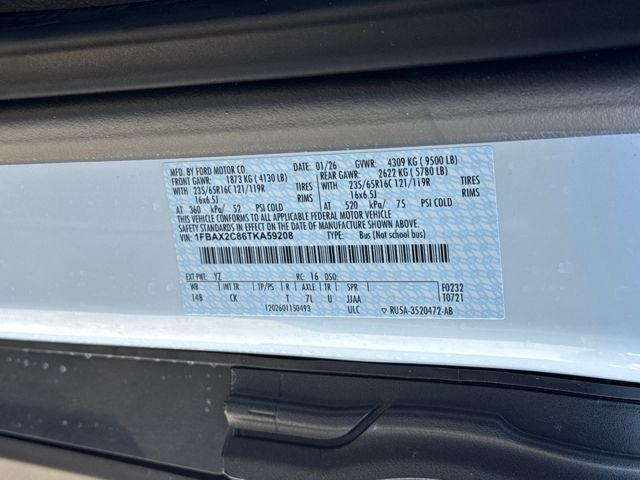 MFD. BY FORD MOTOR CO. DATE: 01/26 GVWR: 4309 KG ( 9500 LB)
FRONT GAWR: 1873 KG ( 4130 LB) REAR GAWR: 2622 KG ( 5780 LB)
WITH 235/65R16C 121/119R TIRES WITH 235/65R16C 121/119R TIRES
16x6.5J RIMS 16x6.5J RIMS
AT 360 kPa/ 52 PSI COLD AT 520 kPa/ 75 PSI COLD
THIS VEHICLE CONFORMS TO ALL APPLICABLE FEDERAL MOTOR VEHICLE
SAFETY STANDARDS IN EFFECT ON THE DATE OF MANUFACTURE SHOWN ABOVE.
VIN: 1FBAX2C86TKA59208 TYPE: Bus (Not school bus)
EXT PNT: YZ RC: 16 DSO:
WB INT TR TP/PS R AXLE TR SPR F0232
148 CK T 7L U JJAA T0721
1202601150493 ULC ▽ RU5A-3520472-AB